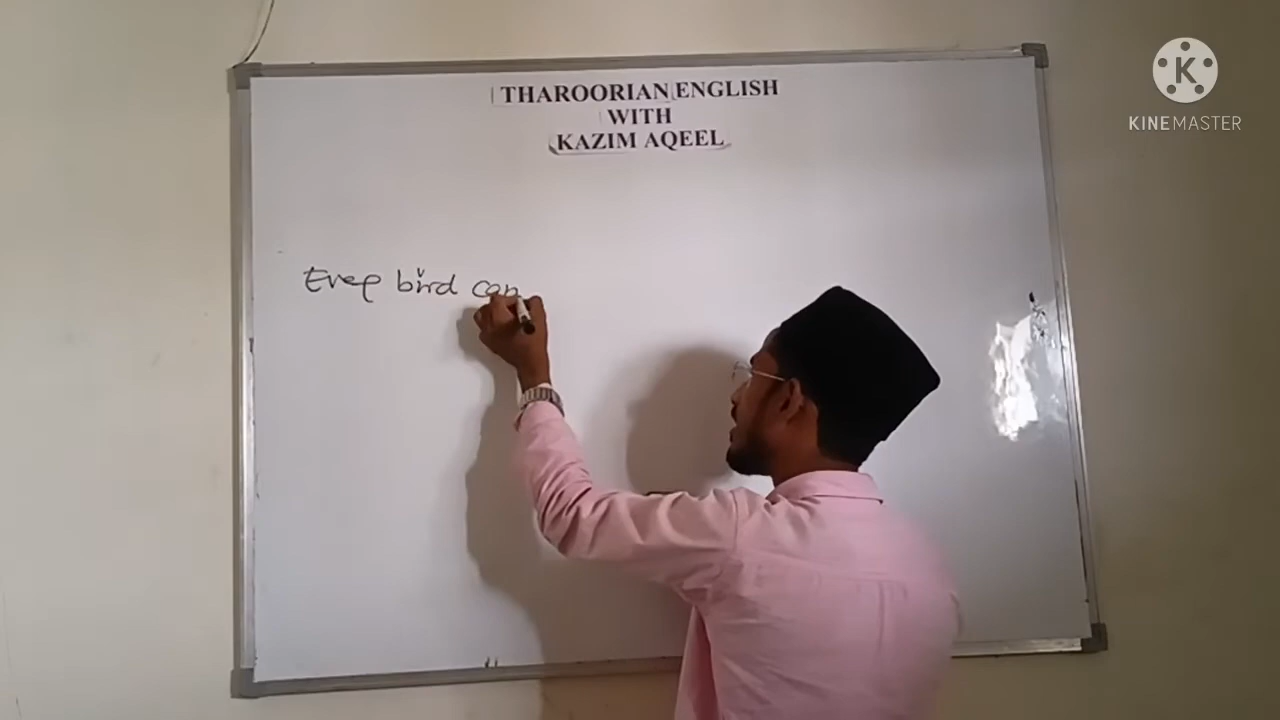 THAROORIAN ENGLISH
WITH
KAZIM AQEEL
K
KINEMASTER
Every bird can